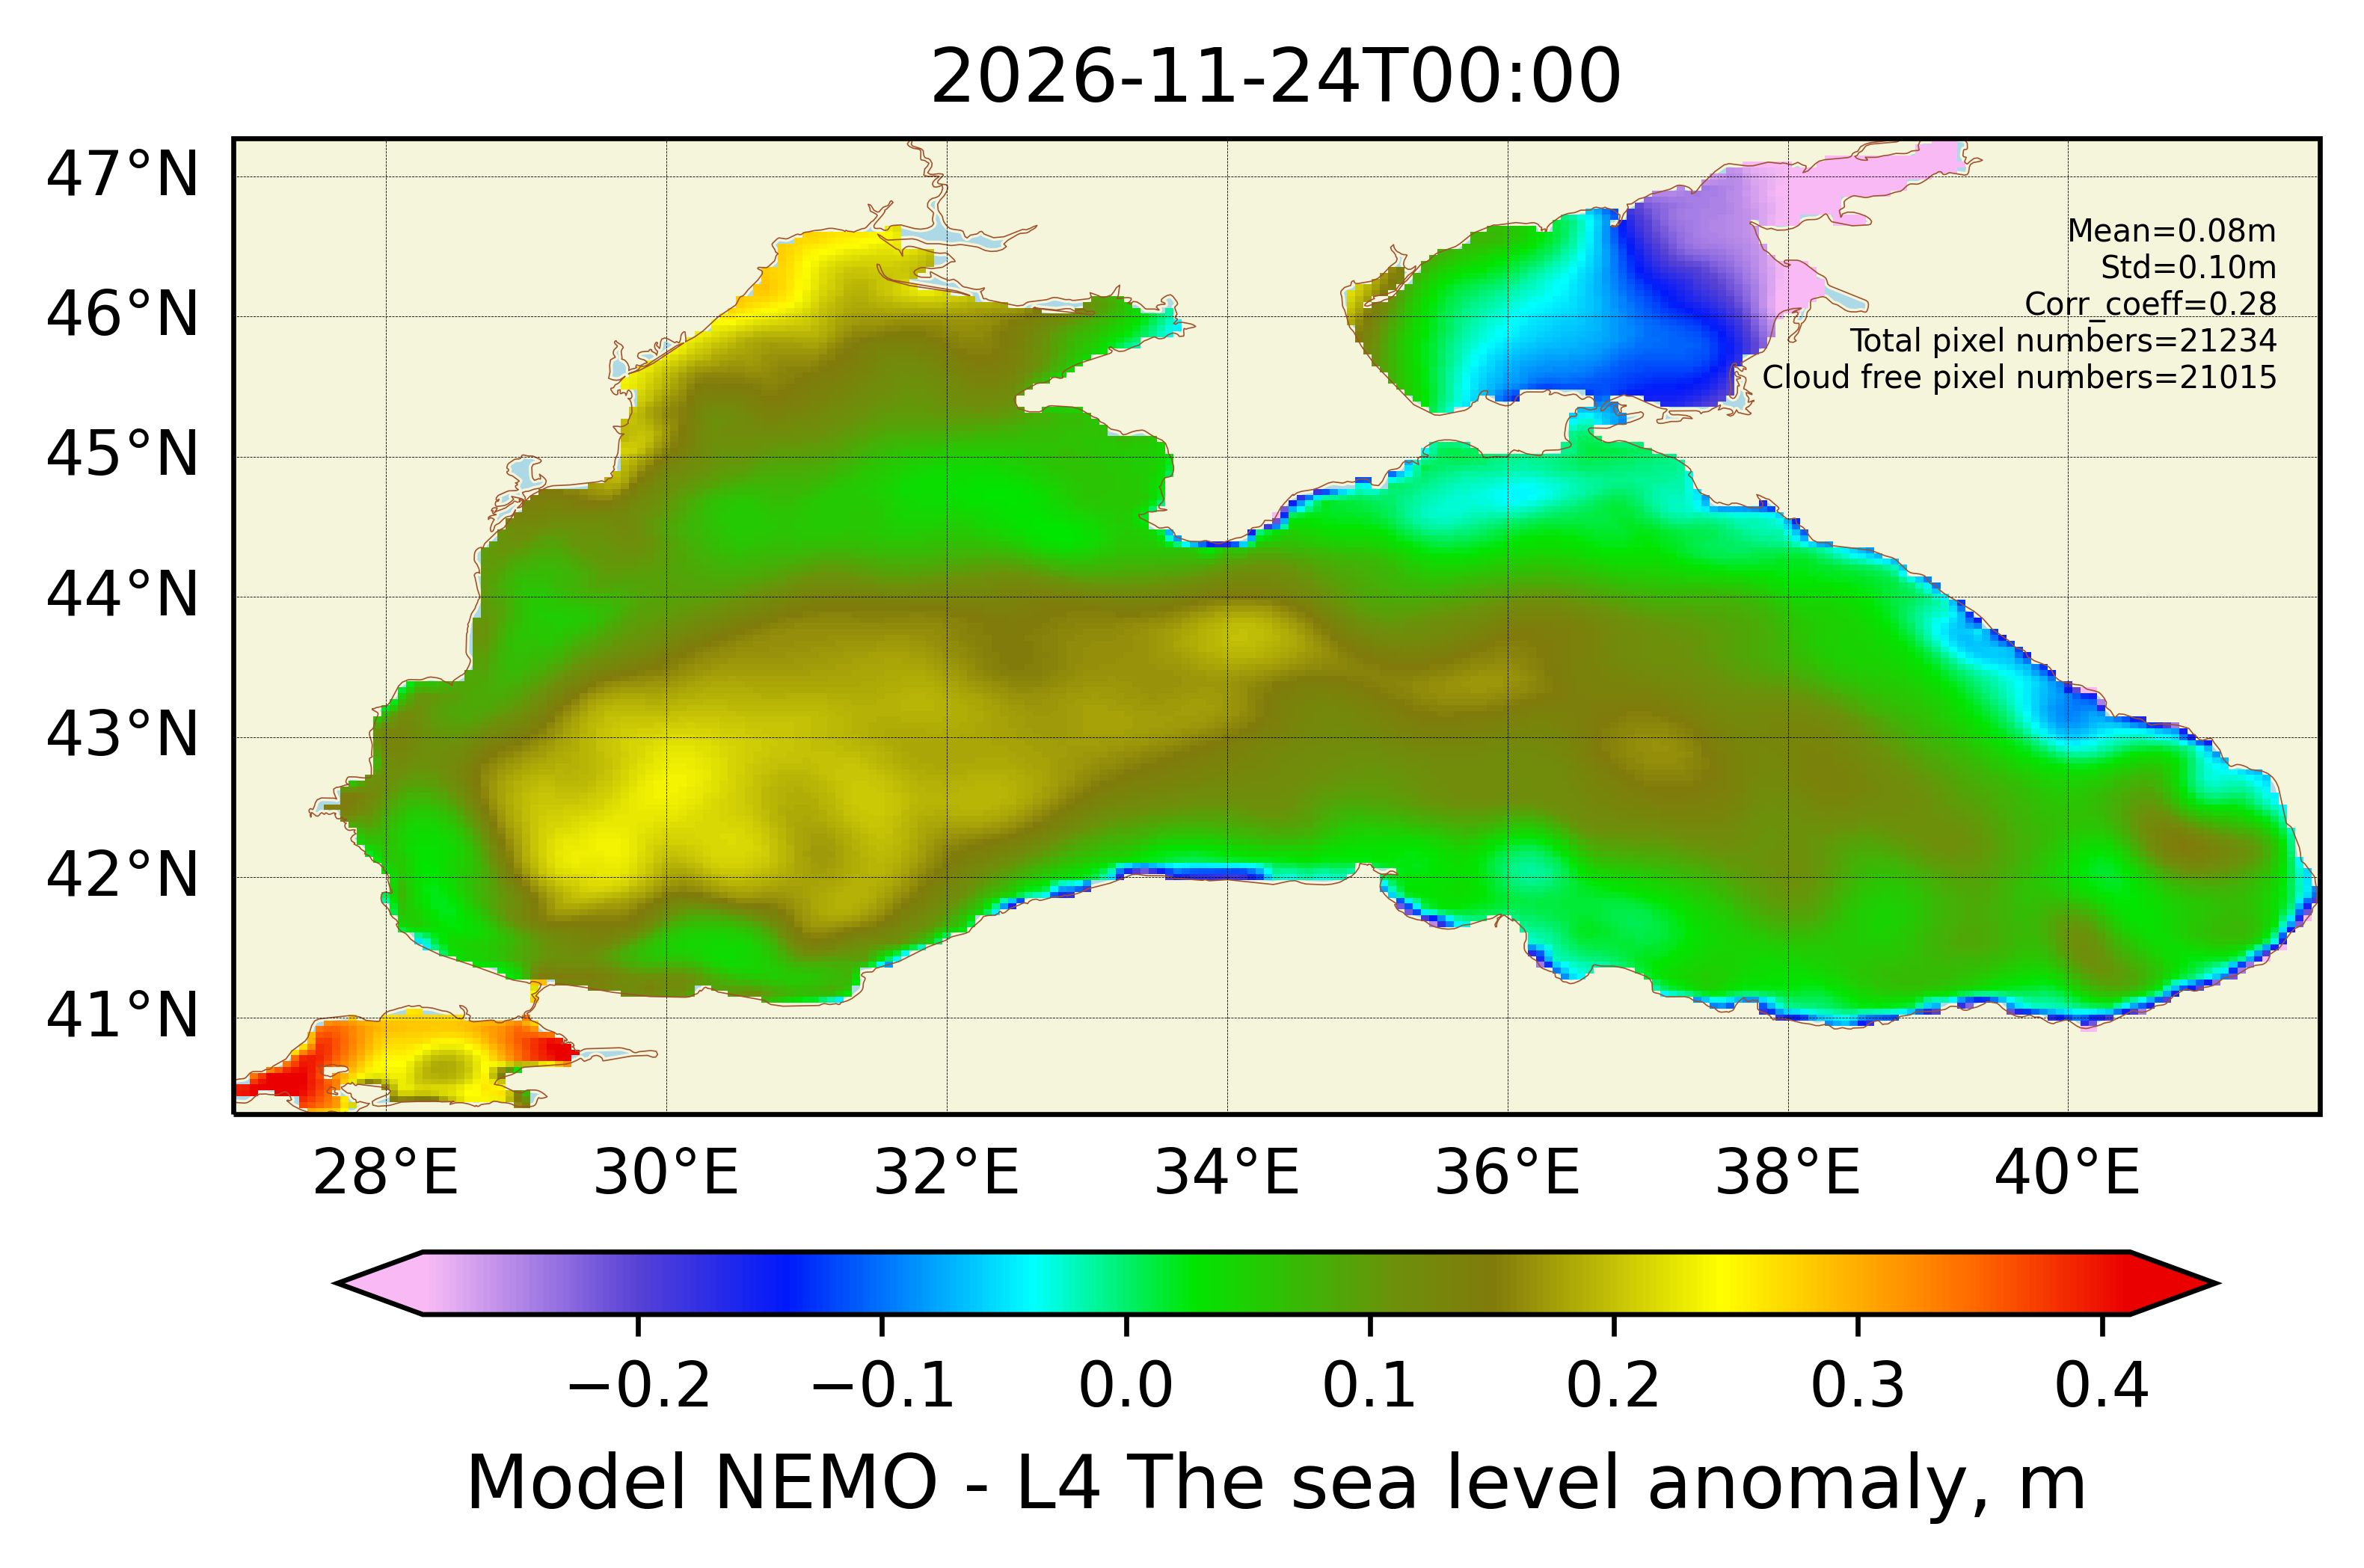 2026-11-24T00:00
47°N
46°N
45°N
44°N
43°N
42°N
41°N
Mean=0.08m
Std=0.10m
Corr_coeff=0.28
Total pixel numbers=21234
Cloud free pixel numbers=21015
28°E 30°E 32°E 34°E 36°E 38°E 40°E
−0.2 −0.1 0.0 0.1 0.2 0.3 0.4
Model NEMO - L4 The sea level anomaly, m